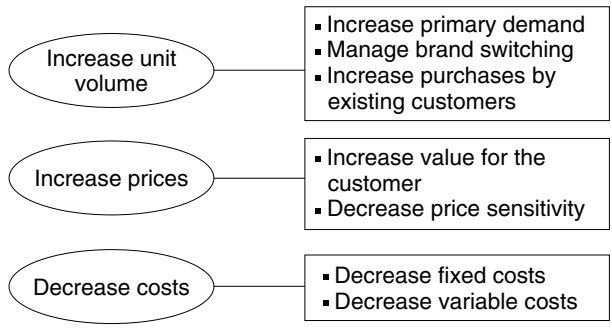 Increase unit
volume
▪ Increase primary demand
▪ Manage brand switching
▪ Increase purchases by
existing customers
Increase prices
▪ Increase value for the
customer
▪ Decrease price sensitivity
Decrease costs
▪ Decrease fixed costs
▪ Decrease variable costs